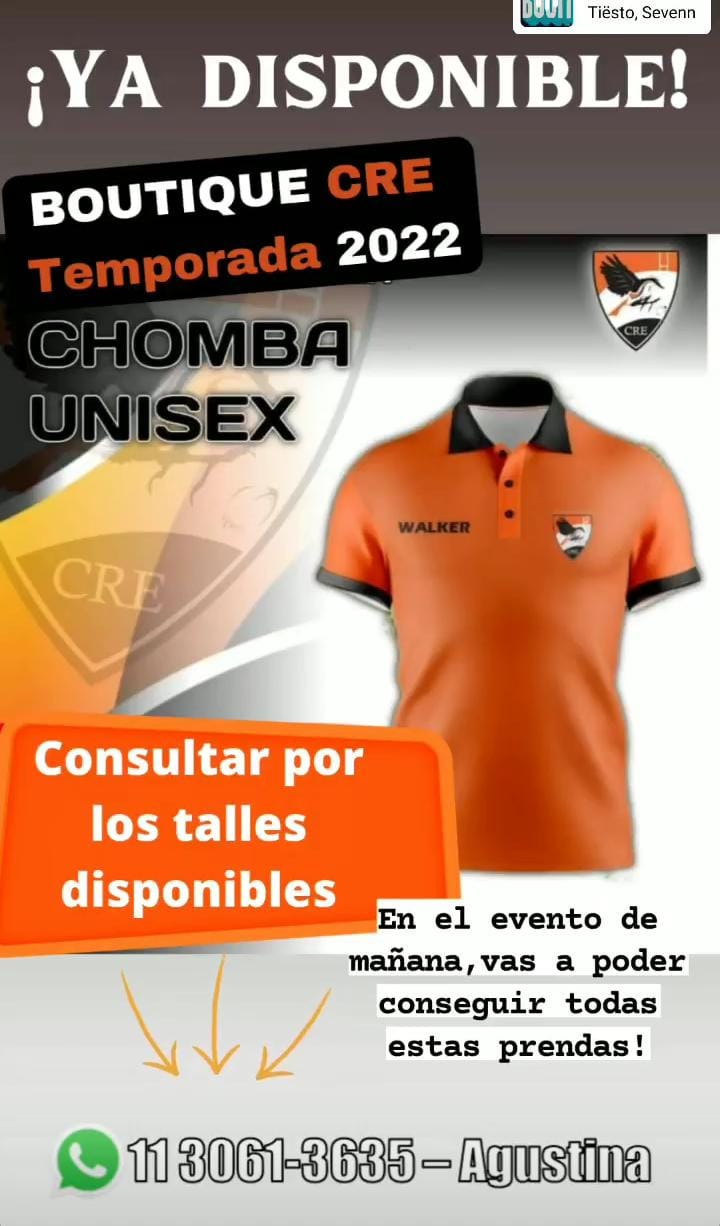 Tiësto, Sevenn
¡YA DISPONIBLE!
BOUTIQUE CRE
Temporada 2022
CRE
CHOMBA
UNISEX
WALKER
CRE
Consultar por
los talles
disponibles
En el evento de
mañana,vas a poder
conseguir todas
estas prendas!
11 3061-3635 – Agustina